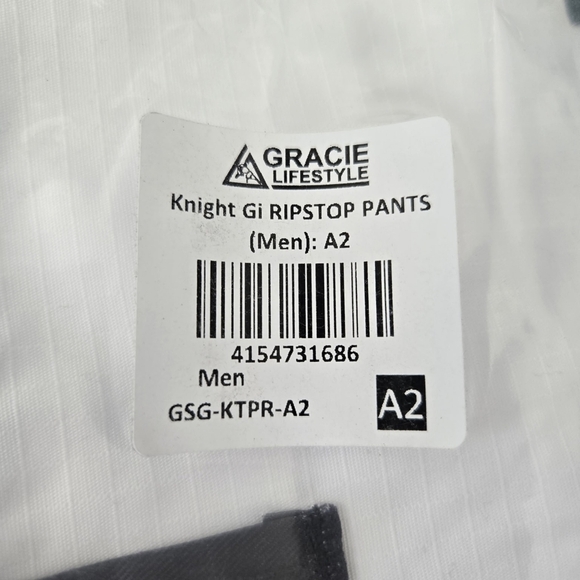 GRACIE
LIFESTYLE
Knight Gi RIPSTOP PANTS
(Men): A2
4154731686
Men
GSG-KTPR-A2
A2